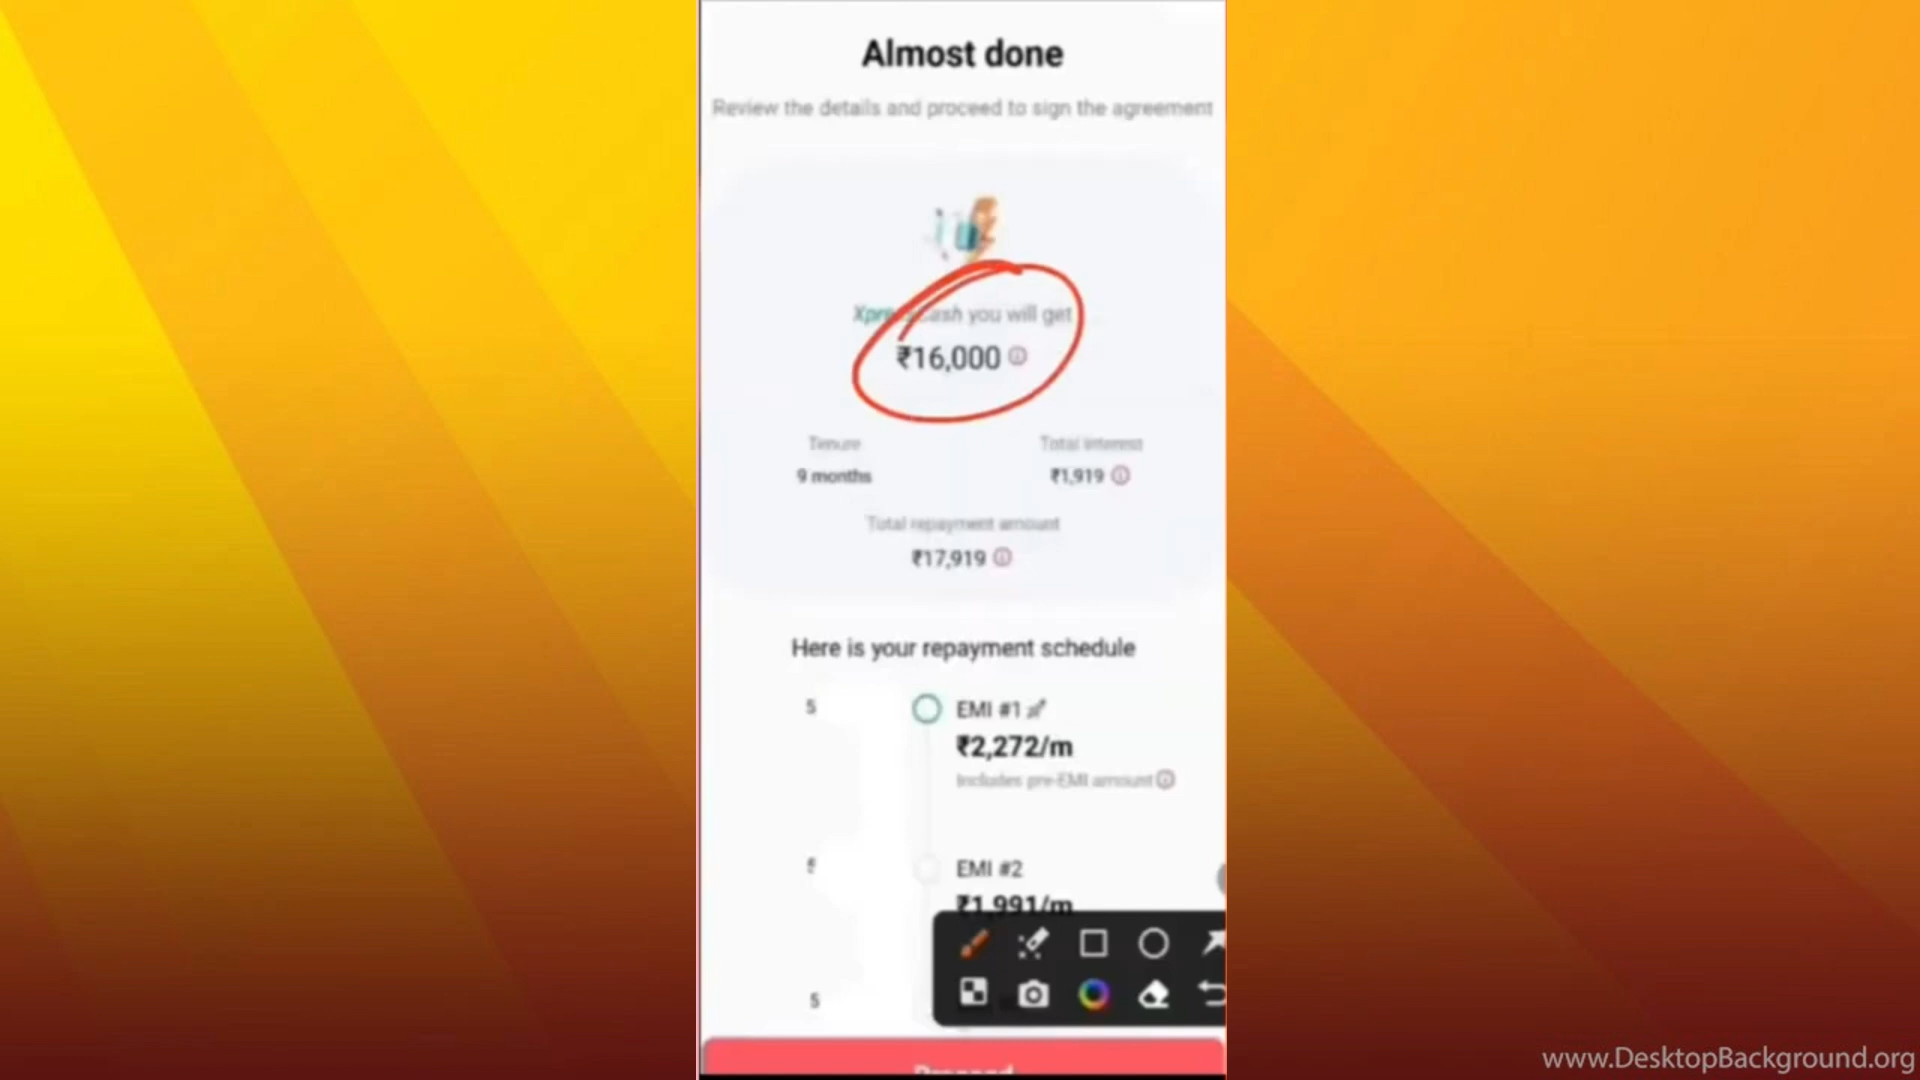 Almost done
Review the details and proceed to sign the agreement
you will get
₹16,000
Tenure
Total interest
9 months
₹1,919
Total repayment amount
₹17,919
Here is your repayment schedule
5
EMI #1
₹2,272/m
Includes pre-EMI amount
EMI #2
₹1,991/m
5
www.DesktopBackground.org